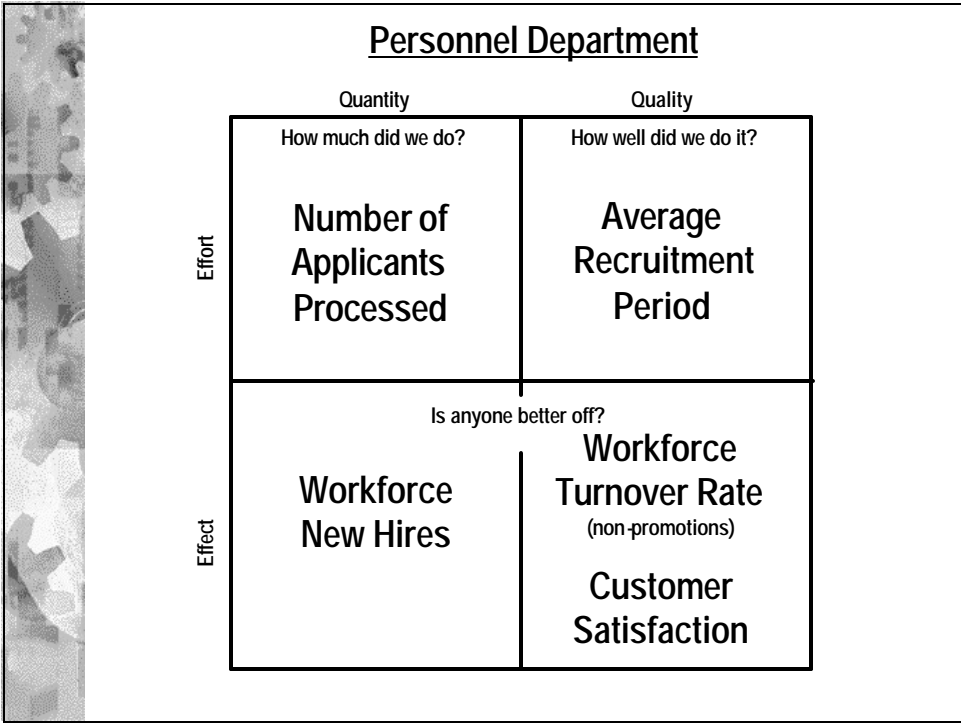 Personnel Department
Quantity
Quality
How much did we do?
How well did we do it?
Effort
Number of
Applicants
Processed
Average
Recruitment
Period
Is anyone better off?
Effect
Workforce
New Hires
Workforce
Turnover Rate
(non-promotions)
Customer
Satisfaction